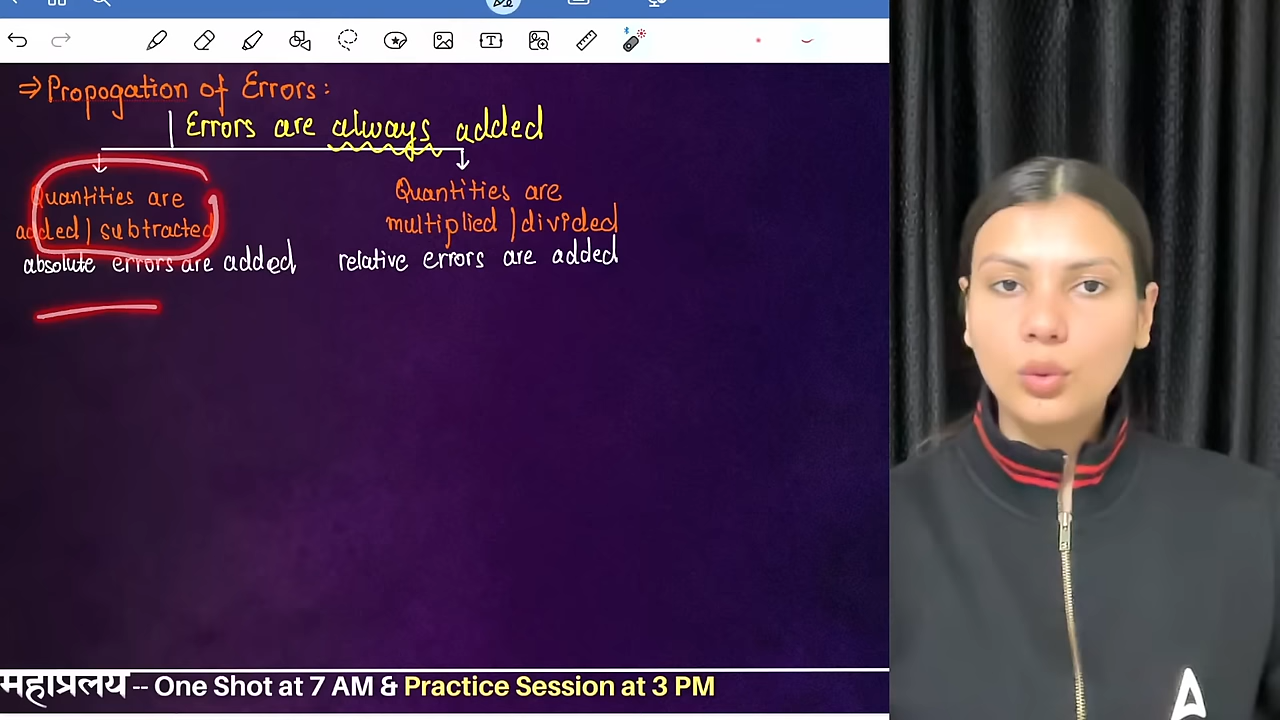 ⇒ Propogation of Errors:
Errors are always added
Quantities are
added | subtracted
absolute errors are added
Quantities are
multiplied | divided
relative errors are added
महाप्रलय -- One Shot at 7 AM & Practice Session at 3 PM